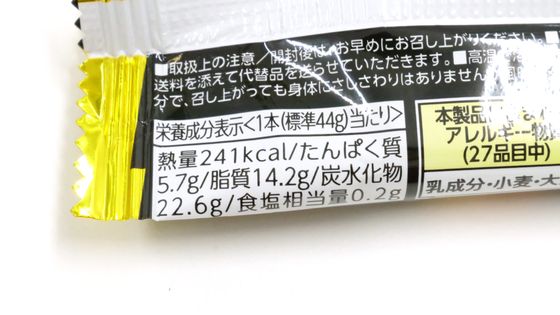 ■取扱上の注意／開封後は、お早めにお召し上がりください。■
送料を添えて代替品を送らせていただきます。■高温
分で、召し上がっても身体にさしさわりはありません。
栄養成分表示<1本(標準44g)当たり>
熱量241kcal/たんぱく質
5.7g/脂質14.2g/炭水化物
22.6g/食塩相当量0.2g
本製品
アレルギー物
(27品目中)
乳成分・小麦・大